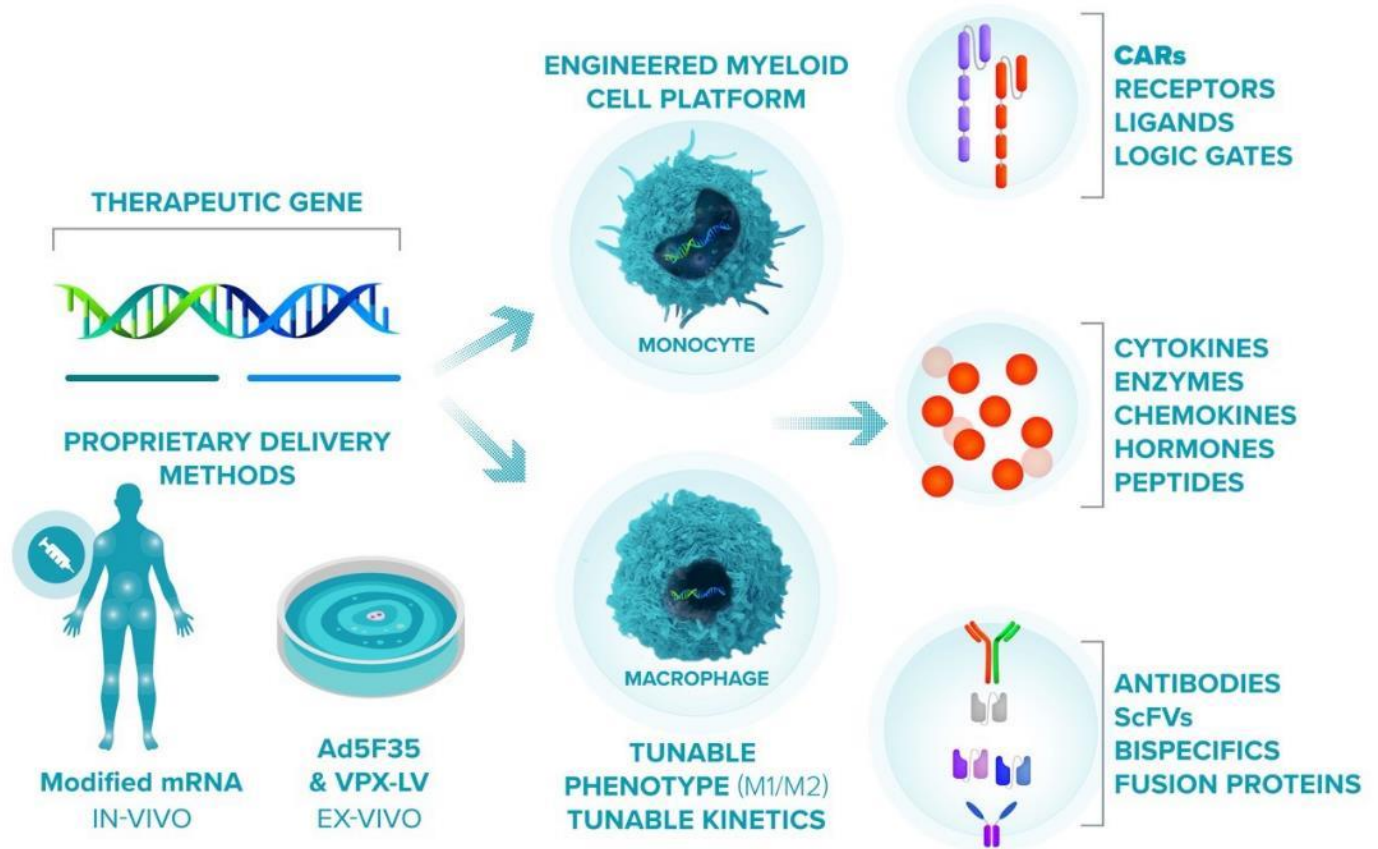 THERAPEUTIC GENE
PROPRIETARY DELIVERY
METHODS
Modified mRNA
IN-VIVO
Ad5F35
& VPX-LV
EX-VIVO
ENGINEERED MYELOID
CELL PLATFORM
MONOCYTE
MACROPHAGE
TUNABLE
PHENOTYPE (M1/M2)
TUNABLE KINETICS
CARs
RECEPTORS
LIGANDS
LOGIC GATES
CYTOKINES
ENZYMES
CHEMOKINES
HORMONES
PEPTIDES
ANTIBODIES
ScFVs
BISPECIFICS
FUSION PROTEINS